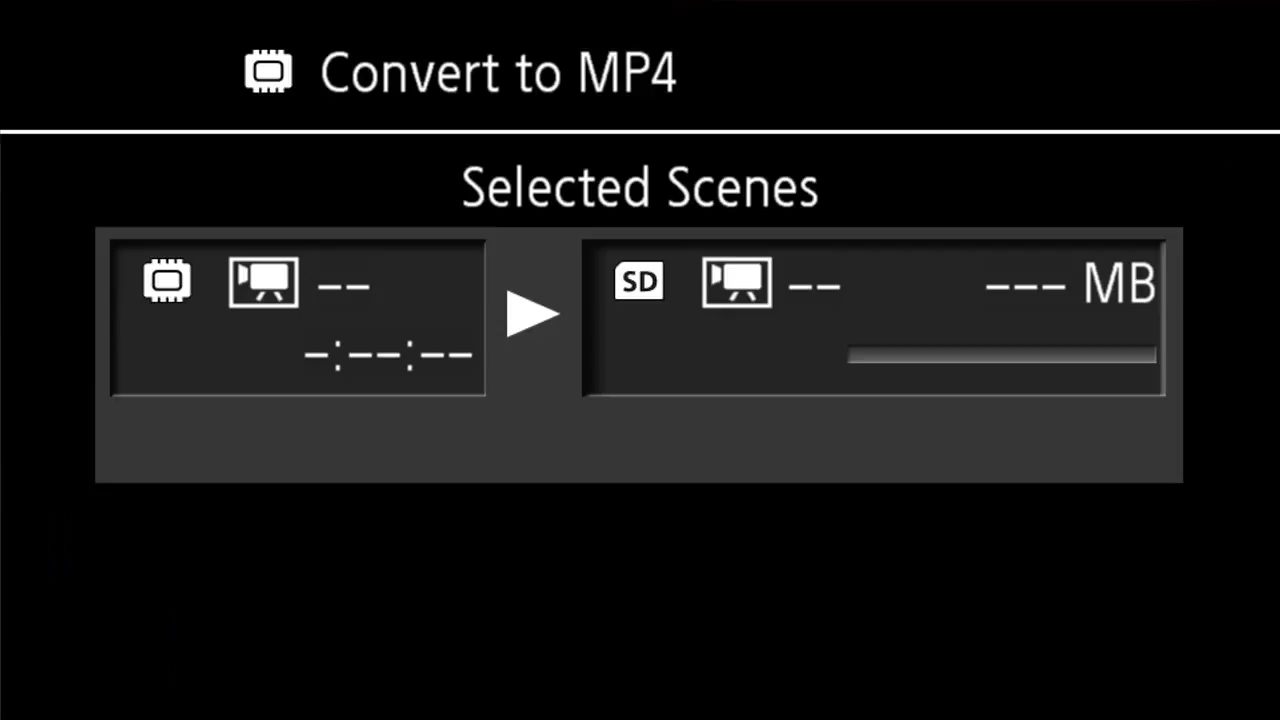 Convert to MP4
Selected Scenes
-- SD -- --- MB
-:--:--